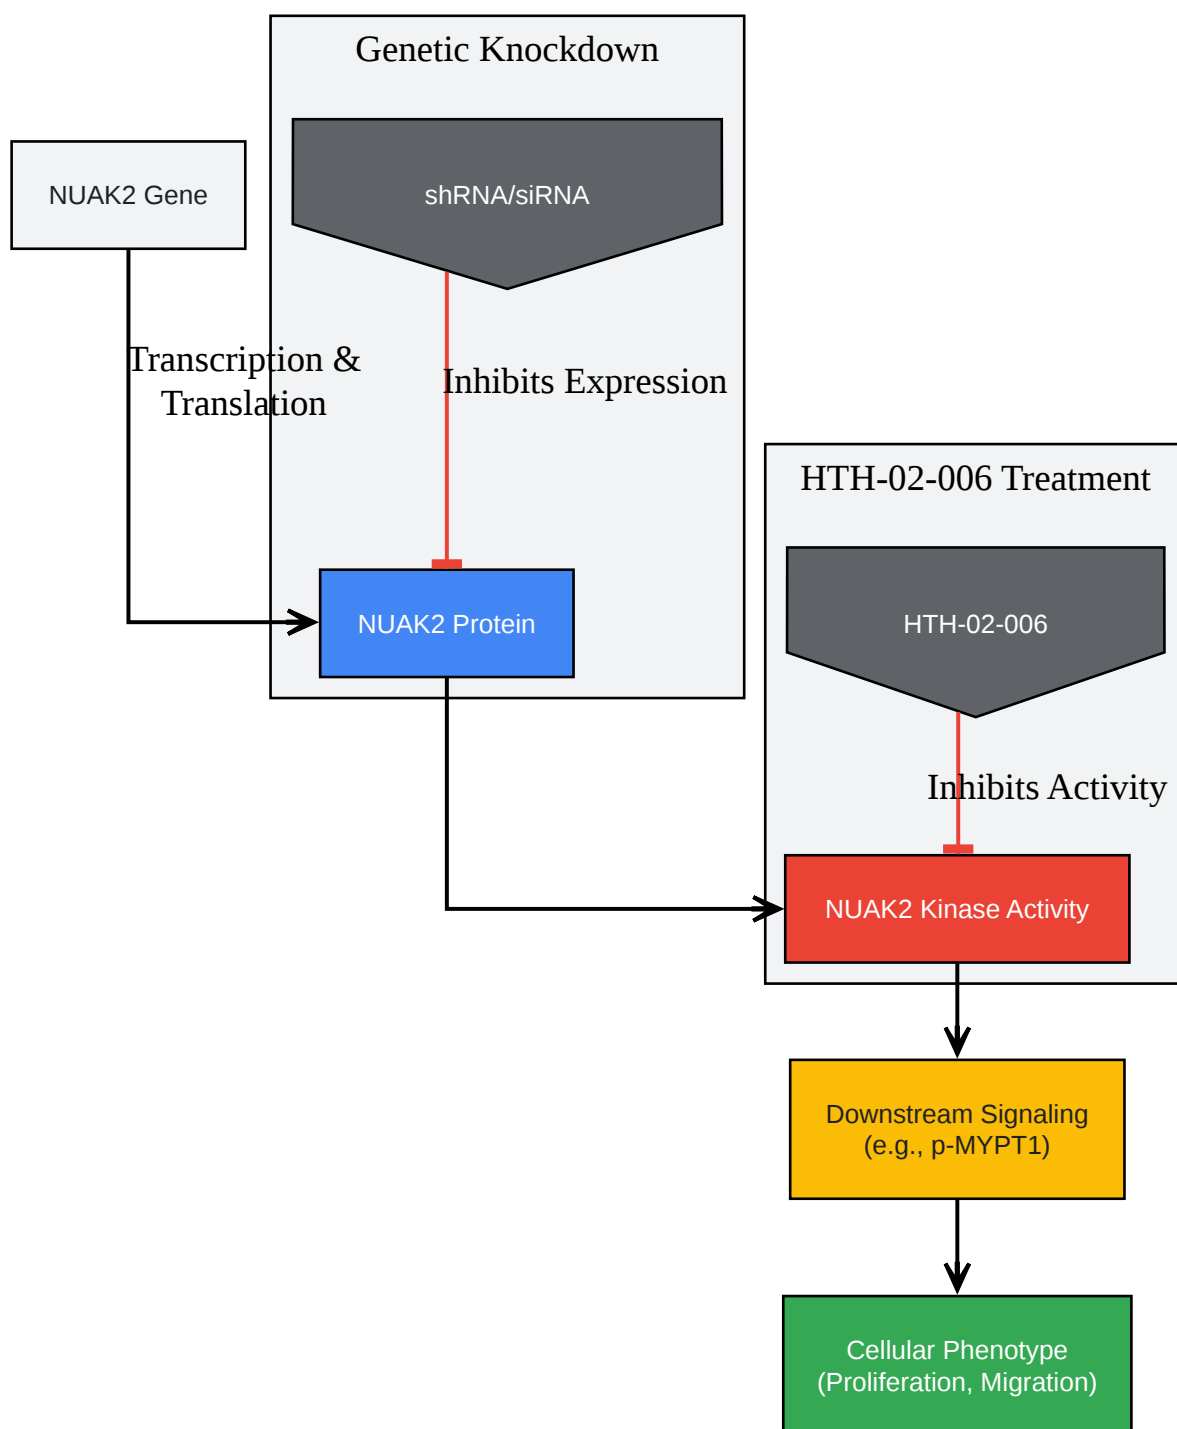 Genetic Knockdown
NUAK2 Gene
shRNA/siRNA
Transcription &
Translation
Inhibits Expression
HTH-02-006 Treatment
NUAK2 Protein
HTH-02-006
Inhibits Activity
NUAK2 Kinase Activity
Downstream Signaling
(e.g., p-MYPT1)
Cellular Phenotype
(Proliferation, Migration)